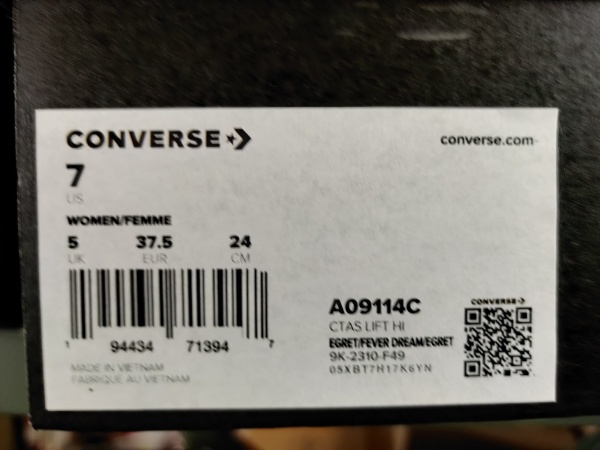 CONVERSE
converse.com
7
US
WOMEN/FEMME
5 37.5 24
UK EUR CM
1 94434 71394 7
MADE IN VIETNAM
FABRIQUÉ AU VIETNAM
A09114C
CTAS LIFT HI
EGRET/FEVER DREAM/EGRET
9K-2310-F49
05XBT7H17K6YN
CONVERSE